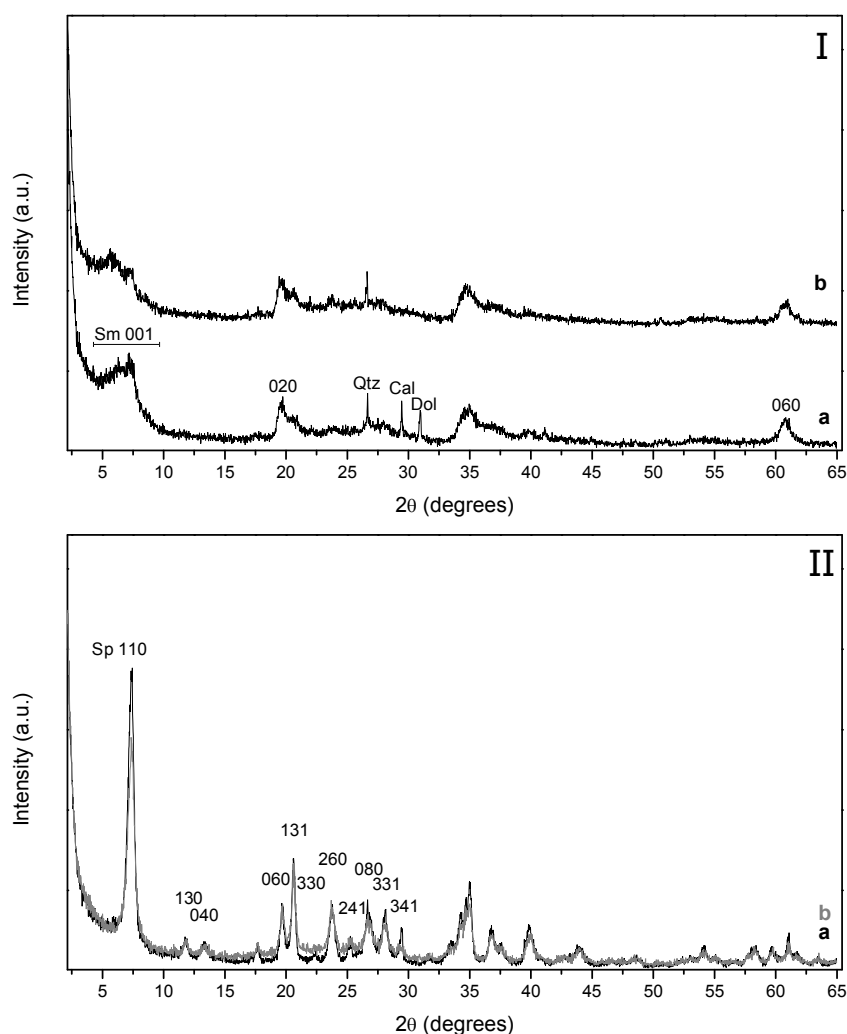 I
Intensity (a.u.)
b
Sm 001
020
Qtz
Cal
Dol
060
a
5 10 15 20 25 30 35 40 45 50 55 60 65
2θ (degrees)
II
Intensity (a.u.)
Sp 110
130
040
060
131
330
260
241
080
331
341
b
a
5 10 15 20 25 30 35 40 45 50 55 60 65
2θ (degrees)